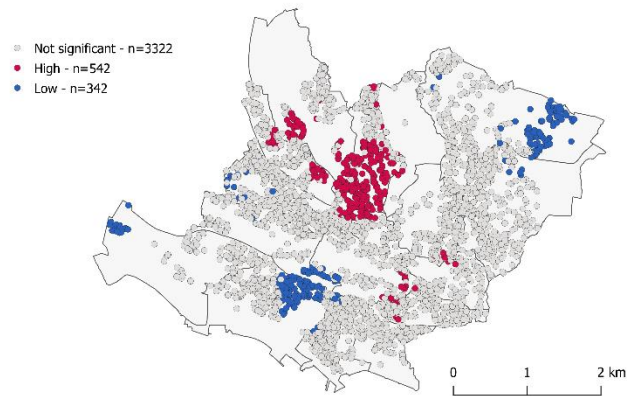 Not significant - n=3322
High - n=542
Low - n=342
0 1 2 km